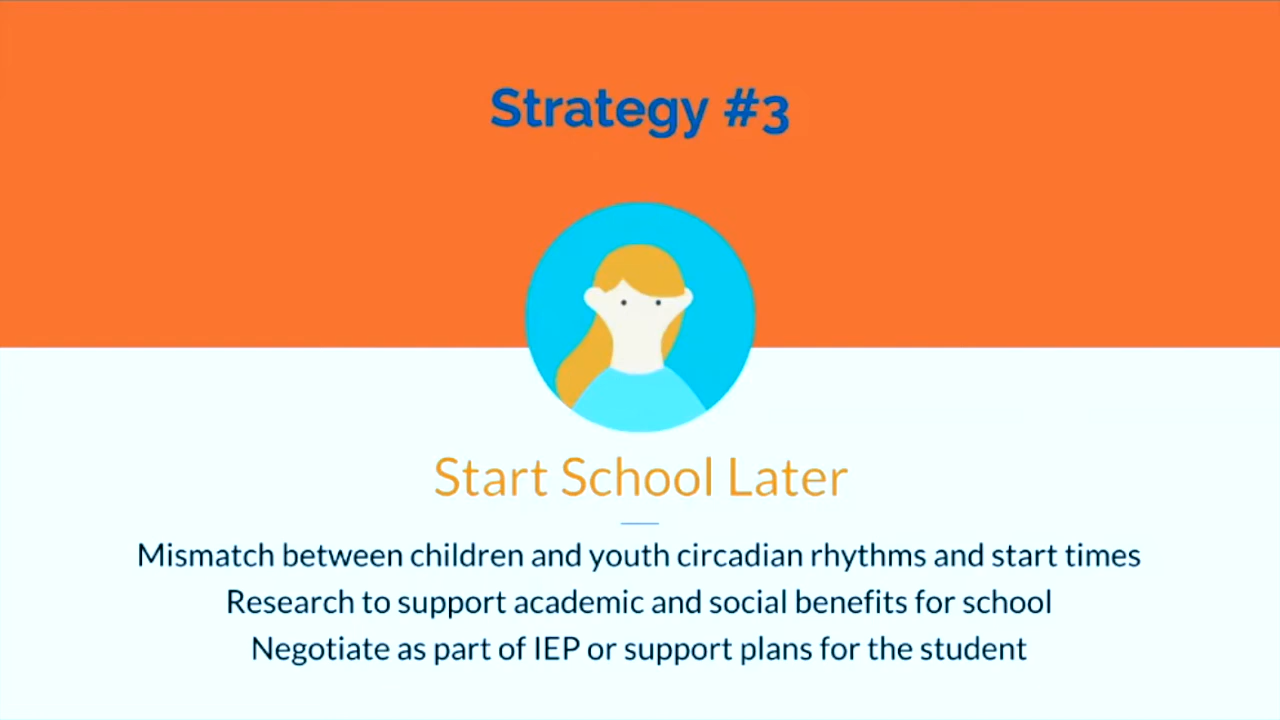 Strategy #3
Start School Later
Mismatch between children and youth circadian rhythms and start times
Research to support academic and social benefits for school
Negotiate as part of IEP or support plans for the student